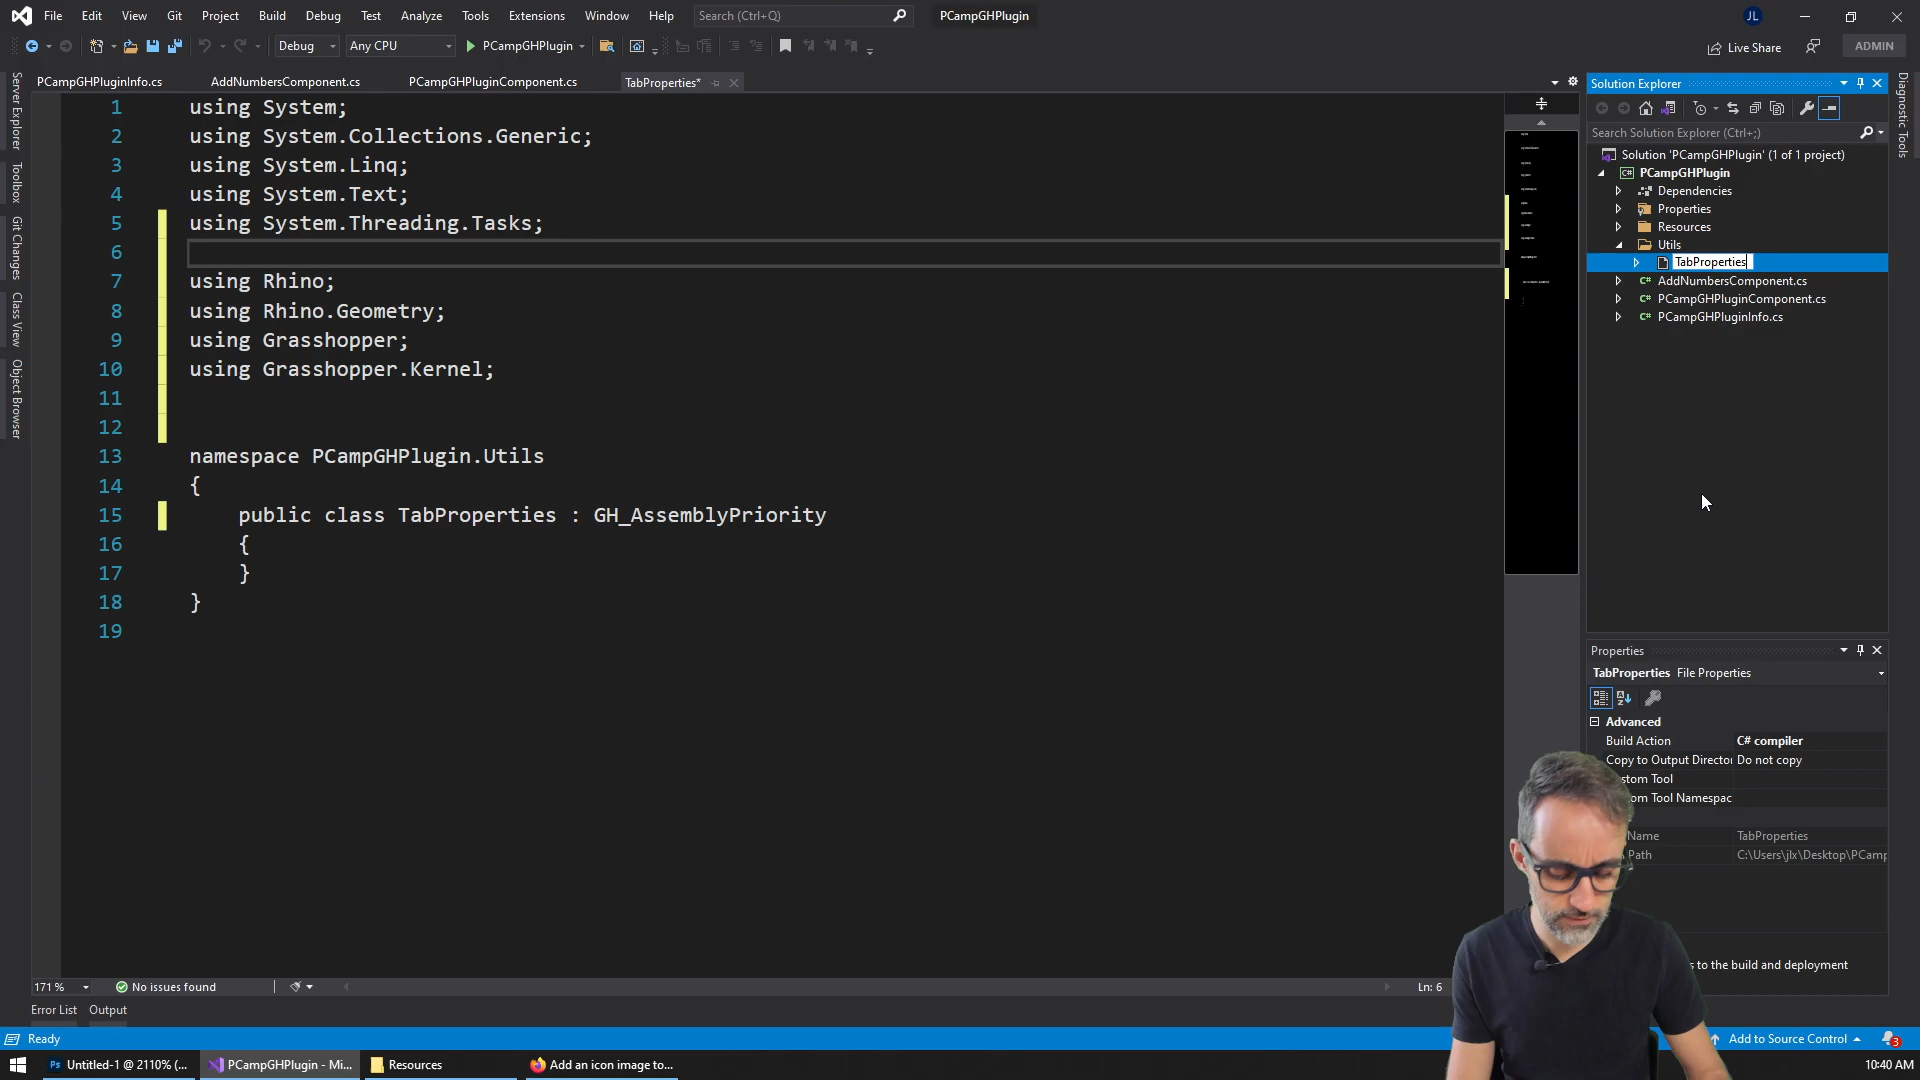 File Edit View Git Project Build Debug Test Analyze Tools Extensions Window Help Search (Ctrl+Q) PCampGHPlugin JL
Debug Any CPU PCampGHPlugin Live Share ADMIN
PCampGHPluginInfo.cs AddNumbersComponent.cs PCampGHPluginComponent.cs TabProperties*
Server Explorer
Toolbox
Git Changes
Class View
Object Browser
1 using System;
2 using System.Collections.Generic;
3 using System.Linq;
4 using System.Text;
5 using System.Threading.Tasks;
6
7 using Rhino;
8 using Rhino.Geometry;
9 using Grasshopper;
10 using Grasshopper.Kernel;
11
12
13 namespace PCampGHPlugin.Utils
14 {
15 public class TabProperties : GH_AssemblyPriority
16 {
17 }
18 }
19
171 % No issues found Ln: 6
Error List Output
Solution Explorer
Search Solution Explorer (Ctrl+;)
Solution 'PCampGHPlugin' (1 of 1 project)
C# PCampGHPlugin
Dependencies
Properties
Resources
Utils
TabProperties
C# AddNumbersComponent.cs
C# PCampGHPluginComponent.cs
C# PCampGHPluginInfo.cs
Diagnostic Tools
Properties
TabProperties File Properties
Advanced
Build Action C# compiler
Copy to Output Director Do not copy
stom Tool
om Tool Namespac
Name TabProperties
Path C:\Users\jlx\Desktop\PCamp
s to the build and deployment
Ready Add to Source Control 3
Ps Untitled-1 @ 2110% (... PCampGHPlugin - Mi... Resources Add an icon image to... 10:40 AM